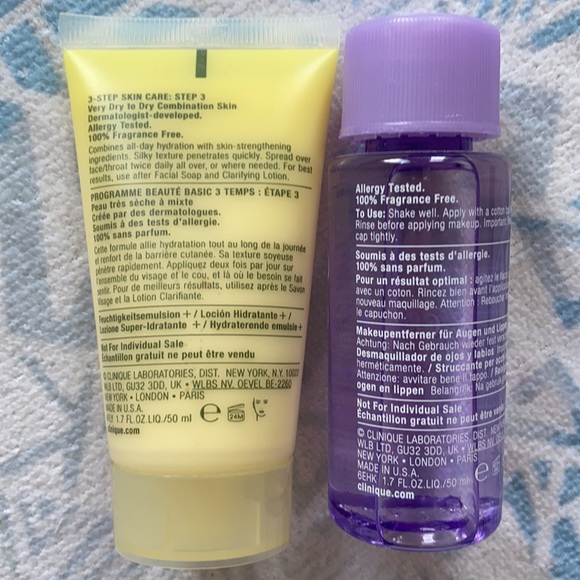 3-STEP SKIN CARE: STEP 3
Very Dry to Dry Combination Skin
Dermatologist-developed.
Allergy Tested.
100% Fragrance Free.
Combines all-day hydration with skin-strengthening
ingredients. Silky texture penetrates quickly. Spread over
face/throat twice daily all over, or where needed. For best
results, use after Facial Soap and Clarifying Lotion.
PROGRAMME BEAUTÉ BASIC 3 TEMPS : ÉTAPE 3
Peau très sèche à mixte
Créée par des dermatologues.
Soumis à des tests d'allergie.
100% sans parfum.
Cette formule allie hydratation tout au long de la journée
et renfort de la barrière cutanée. Sa texture soyeuse
pénètre rapidement. Appliquez deux fois par jour sur
l'ensemble du visage et le cou, et là où le besoin se fait
sentir. Pour de meilleurs résultats, utilisez après le Savon
Visage et la Lotion Clarifiante.
Feuchtigkeitsemulsion + / Loción Hidratante + /
Lozione Super-Idratante + / Hydraterende emulsie+
Not For Individual Sale
Échantillon gratuit ne peut être vendu
© CLINIQUE LABORATORIES, DIST. NEW YORK, N.Y. 10022
WLB LTD, GU32 3DD, UK • WLBS NV, OEVEL BE-2260
NEW YORK • LONDON • PARIS
MADE IN U.S.A.
1.7 FL.OZ.LIQ./50 ml e 24M
clinique.com
Allergy Tested.
100% Fragrance Free.
To Use: Shake well. Apply with a cotton
Rinse before applying makeup. Important:
cap tightly.
Soumis à des tests d'allergie.
100% sans parfum.
Pour un résultat optimal : agitez le
avec un coton. Rincez bien avant
nouveau maquillage. Attention :
le capuchon.
Makeupentferner für Augen und
Achtung: Nach Gebrauch wieder fest
Desmaquillador de ojos y labios
herméticamente. / Struccante per
Attenzione: avvitare bene il tappo. /
ogen en lippen Belangrijk: Na
Not For Individual Sale
Échantillon gratuit ne peut être
© CLINIQUE LABORATORIES, DIST. NEW
WLB LTD, GU32 3DD, UK • WLBS NV,
NEW YORK • LONDON • PARIS
MADE IN U.S.A.
6EHK 1.7 FL.OZ.LIQ./50 ml e
clinique.com